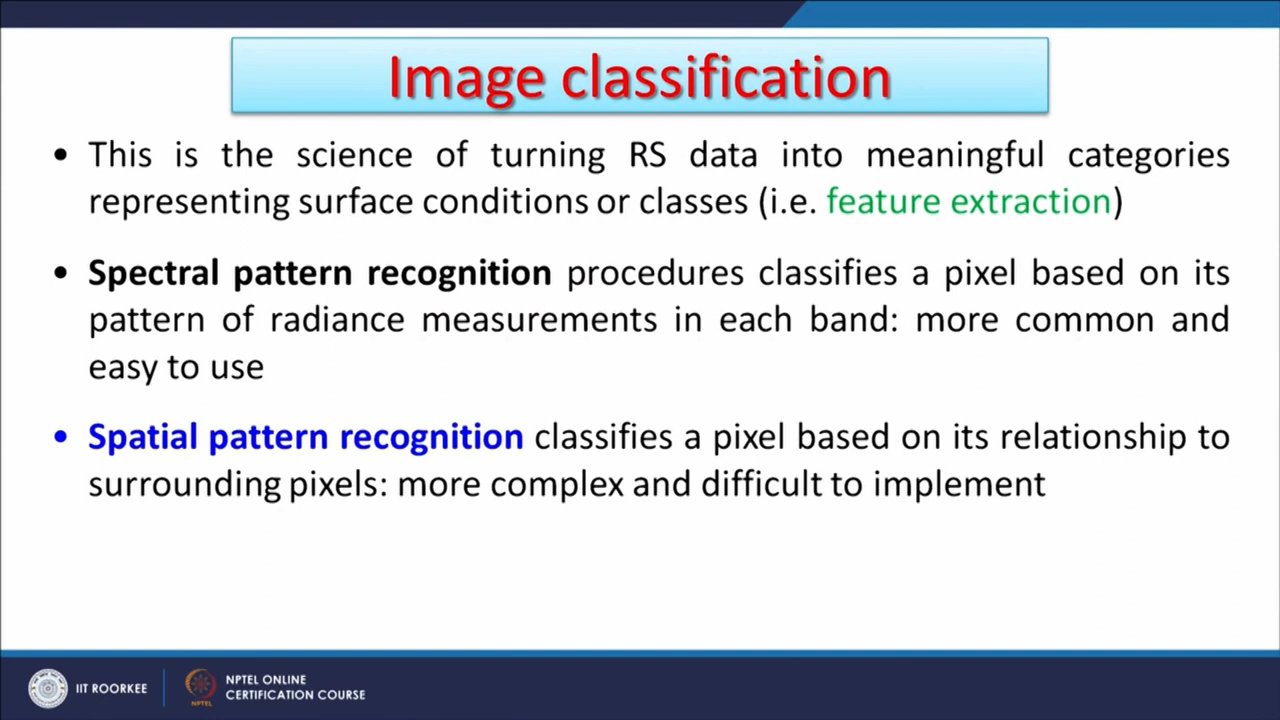 Image classification
• This is the science of turning RS data into meaningful categories
representing surface conditions or classes (i.e. feature extraction)
• Spectral pattern recognition procedures classifies a pixel based on its
pattern of radiance measurements in each band: more common and
easy to use
• Spatial pattern recognition classifies a pixel based on its relationship to
surrounding pixels: more complex and difficult to implement
IIT ROORKEE
NPTEL
NPTEL ONLINE
CERTIFICATION COURSE